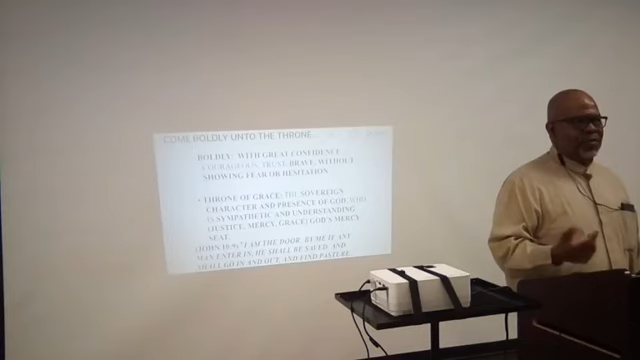 COME BOLDLY UNTO THE THRONE...
BOLDLY: WITH GREAT CONFIDENCE
COURAGEOUS, TRUST, BRAVE, WITHOUT
SHOWING FEAR OR HESITATION
• THRONE OF GRACE: THE SOVEREIGN
CHARACTER AND PRESENCE OF GOD, WHO
IS SYMPATHETIC AND UNDERSTANDING
(JUSTICE, MERCY, GRACE) GOD'S MERCY
SEAT.
(JOHN 10:9) "I AM THE DOOR, BY ME IF ANY
MAN ENTER IN, HE SHALL BE SAVED, AND
SHALL GO IN AND OUT, AND FIND PASTURE